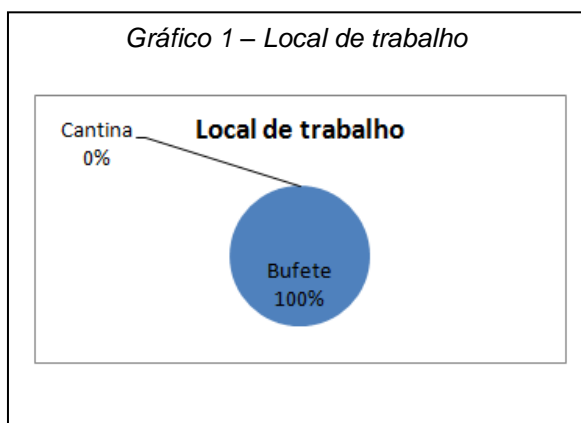 Gráfico 1 – Local de trabalho
Local de trabalho
Cantina
0%
Bufete
100%